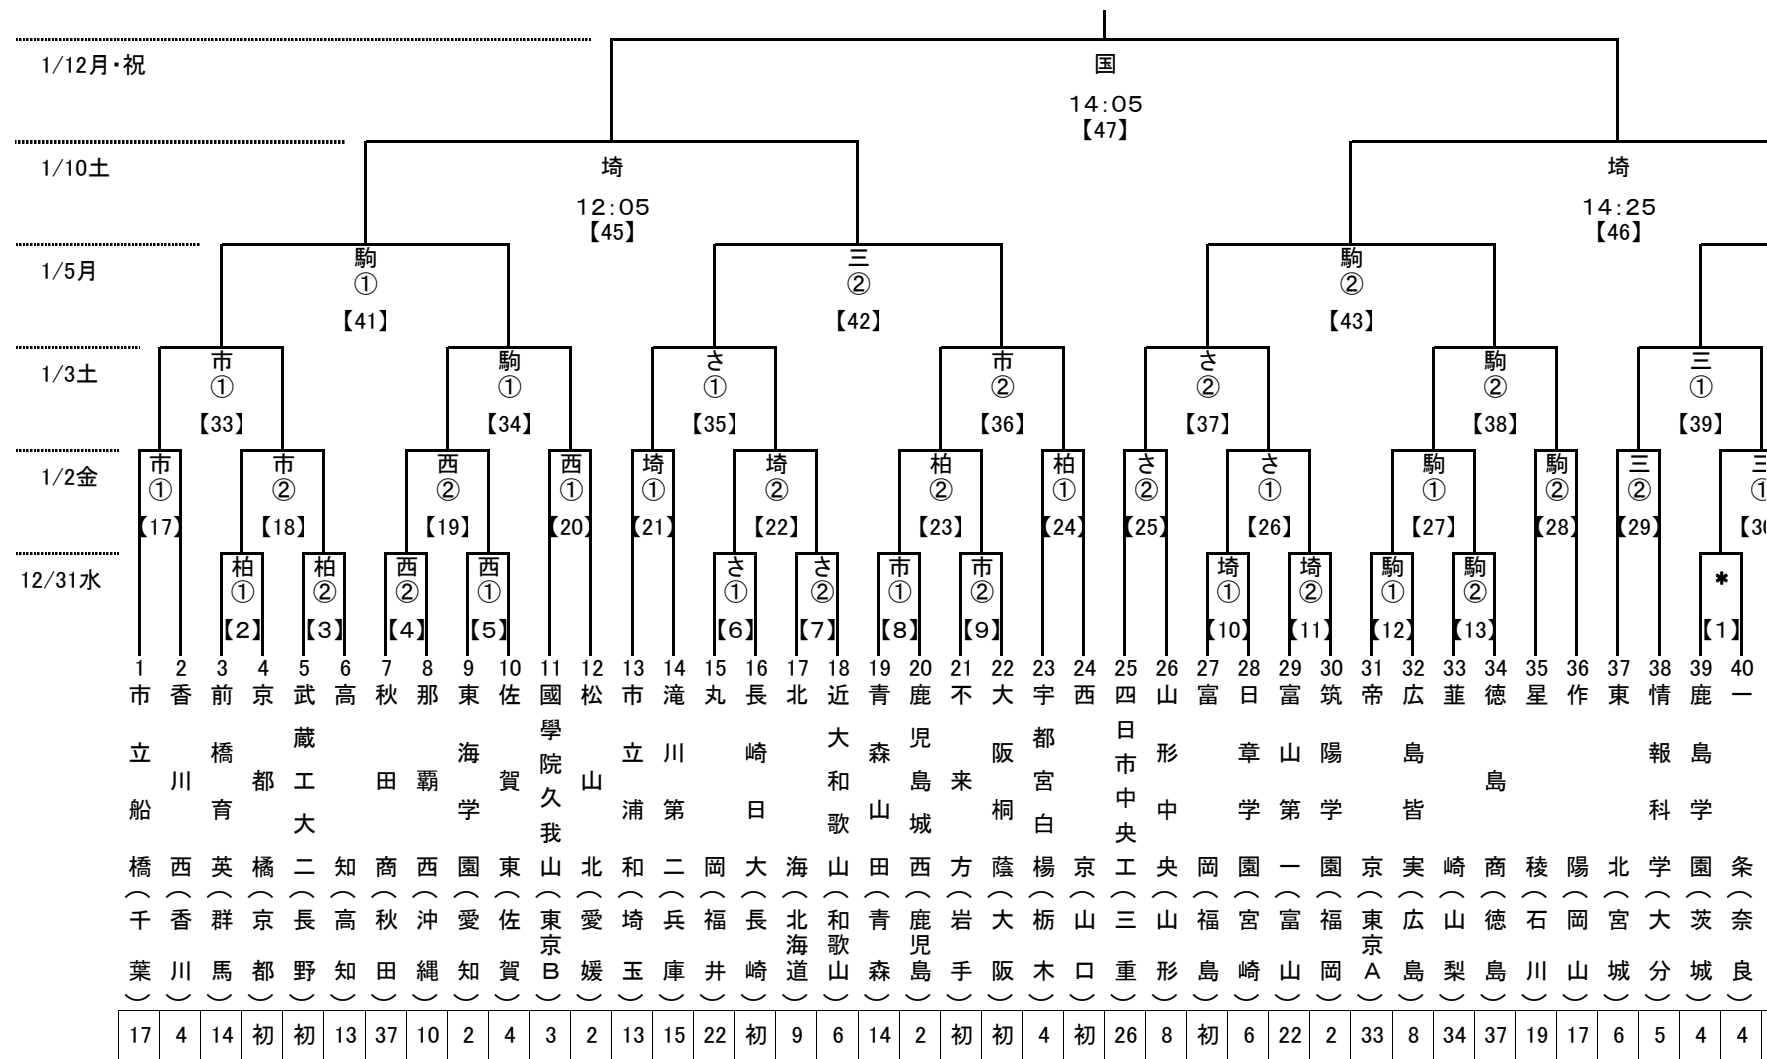 1/12月・祝
国
14:05
【47】
1/10土
埼
埼
12:05
14:25
【45】
【46】
1/5月
駒
三
駒
①
②
②
【41】
【42】
【43】
1/3土
市
駒
さ
市
さ
駒
三
①
①
①
②
②
②
①
【33】
【34】
【35】
【36】
【37】
【38】
【39】
1/2金
市
市
西
西
埼
埼
柏
柏
さ
さ
駒
駒
三
①
②
②
①
①
②
②
①
②
①
①
②
②
【17】
【18】
【19】
【20】
【21】
【22】
【23】
【24】
【25】
【26】
【27】
【28】
【29】
12/31水
柏
柏
西
西
さ
さ
市
市
埼
埼
駒
駒
*
①
②
②
①
①
②
①
②
①
②
①
②
【2】
【3】
【4】
【5】
【6】
【7】
【8】
【9】
【10】
【11】
【12】
【13】
【1】
1 市立船橋(千葉) 17
2 香川西(香川) 4
3 前橋育英(群馬) 14
4 京都橘(京都) 初
5 武蔵工大二(長野) 初
6 高知(高知) 13
7 秋田商(秋田) 37
8 那覇西(沖縄) 10
9 東海学園(愛知) 2
10 佐賀東(佐賀) 4
11 國學院久我山(東京B) 3
12 松山北(愛媛) 2
13 市立浦和(埼玉) 13
14 滝川第二(兵庫) 15
15 丸岡(福井) 22
16 長崎日大(長崎) 初
17 北海(北海道) 9
18 近大和歌山(和歌山) 6
19 青森山田(青森) 14
20 鹿児島城西(鹿児島) 2
21 不来方(岩手) 初
22 大阪桐蔭(大阪) 初
23 宇都宮白楊(栃木) 4
24 西京(山口) 初
25 四日市中央工(三重) 26
26 山形中央(山形) 8
27 富岡(福島) 初
28 日章学園(宮崎) 6
29 富山第一(富山) 22
30 筑陽学園(福岡) 2
31 帝京(東京A) 33
32 広島皆実(広島) 8
33 韮崎(山梨) 34
34 徳島商(徳島) 37
35 星稜(石川) 19
36 作陽(岡山) 17
37 東北(宮城) 6
38 情報科学(大分) 5
39 鹿島学園(茨城) 4
40 一条(奈良) 4